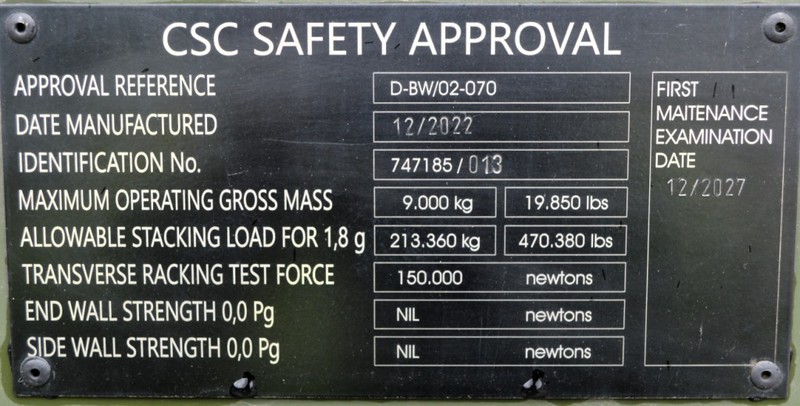 CSC SAFETY APPROVAL
APPROVAL REFERENCE D-BW/02-070
DATE MANUFACTURED 12/2022
IDENTIFICATION No. 747185 / 013
MAXIMUM OPERATING GROSS MASS 9.000 kg 19.850 lbs
ALLOWABLE STACKING LOAD FOR 1,8 g 213.360 kg 470.380 lbs
TRANSVERSE RACKING TEST FORCE 150.000 newtons
END WALL STRENGTH 0,0 Pg NIL newtons
SIDE WALL STRENGTH 0,0 Pg NIL newtons
FIRST
MAITENANCE
EXAMINATION
DATE
12/2027